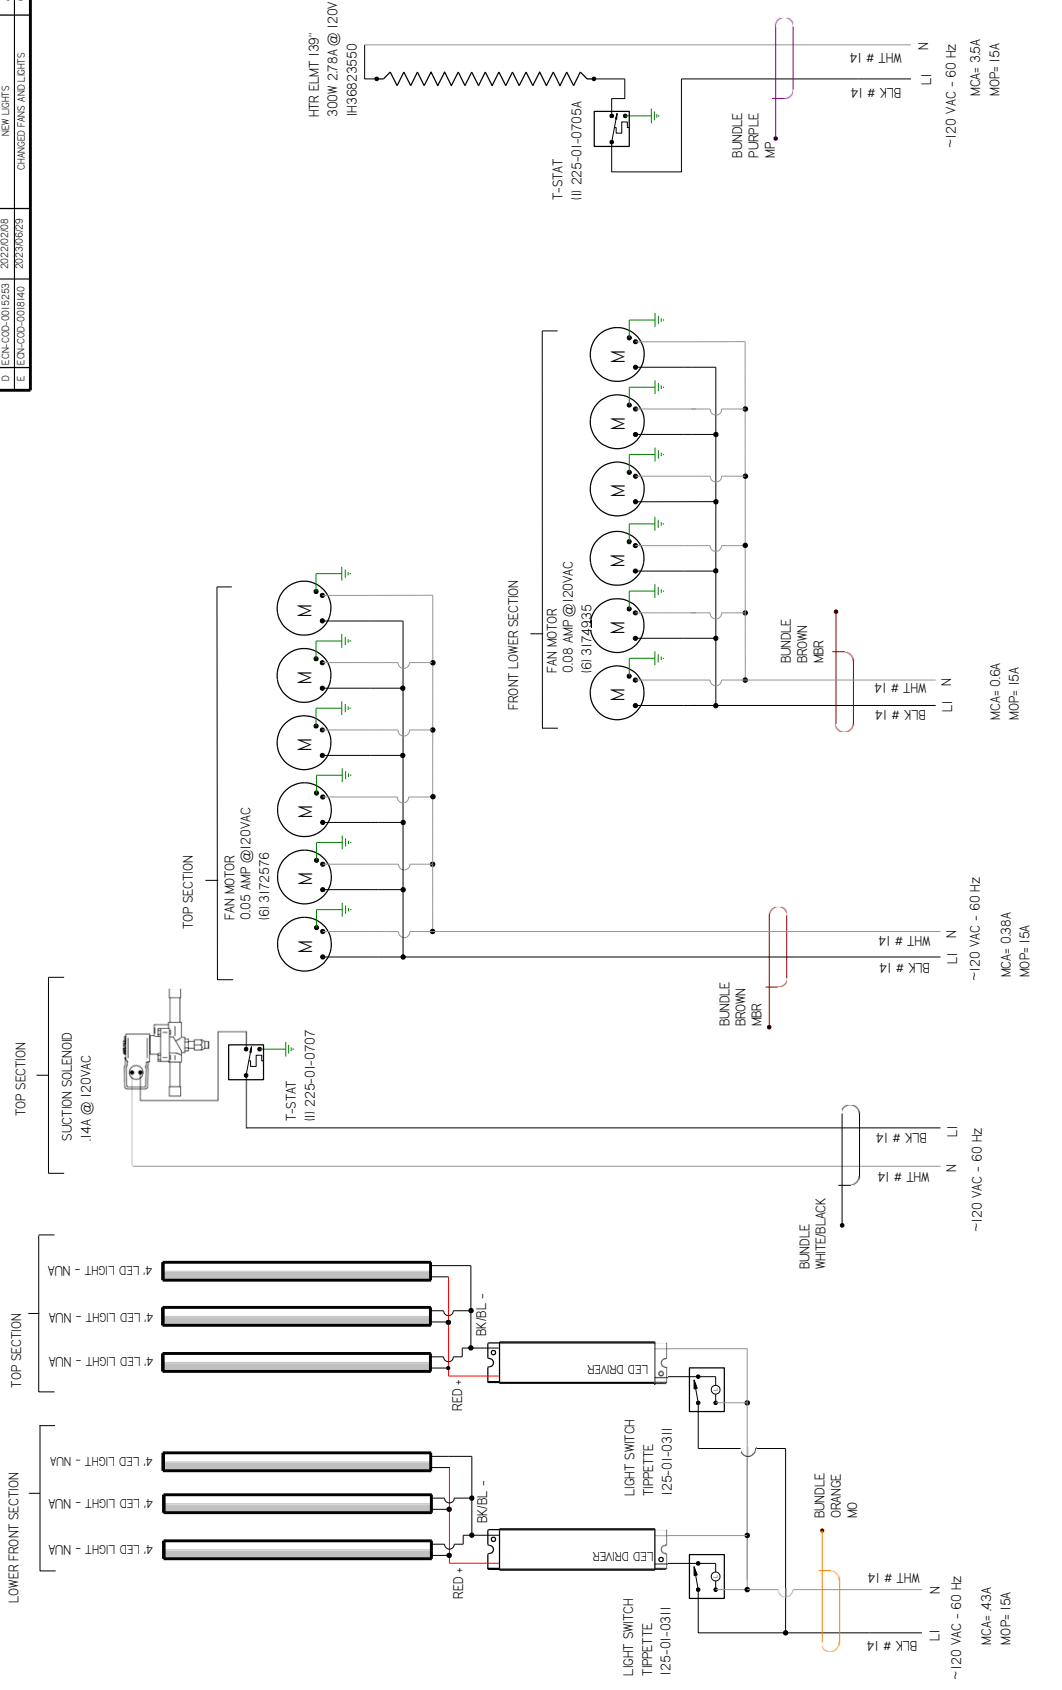 D ECN-COD-0015253 2022/02/08 NEW LIGHTS
E ECN-COD-0018140 2023/06/29 CHANGED FANS AND LIGHTS
LOWER FRONT SECTION
4' LED LIGHT - NUA
4' LED LIGHT - NUA
4' LED LIGHT - NUA
RED +
BK/BL -
LED DRIVER
LIGHT SWITCH
TIPPETTE
125-01-0311
TOP SECTION
4' LED LIGHT - NUA
4' LED LIGHT - NUA
4' LED LIGHT - NUA
RED +
BK/BL -
LED DRIVER
LIGHT SWITCH
TIPPETTE
125-01-0311
BUNDLE
ORANGE
MO
BLK # 14
WHT # 14
L1
N
~120 VAC - 60 Hz
MCA= .43A
MOP= 15A
TOP SECTION
SUCTION SOLENOID
.14A @ 120VAC
T-STAT
(1) 225-01-0707
BUNDLE
WHITE/BLACK
WHT # 14
BLK # 14
N
L1
~120 VAC - 60 Hz
TOP SECTION
FAN MOTOR
0.05 AMP @120VAC
(6) 3172576
M
M
M
M
M
M
BUNDLE
BROWN
MBR
BLK # 14
WHT # 14
L1
N
~120 VAC - 60 Hz
MCA= 0.38A
MOP= 15A
FRONT LOWER SECTION
FAN MOTOR
0.08 AMP @120VAC
(6) 3174935
M
M
M
M
M
M
BUNDLE
BROWN
MBR
BLK # 14
WHT # 14
L1
N
MCA= 0.6A
MOP= 15A
HTR ELMT 139"
300W 2.78A @ 120V
1H36823550
T-STAT
(1) 225-01-0705A
BUNDLE
PURPLE
MP
BLK # 14
WHT # 14
L1
N
~120 VAC - 60 Hz
MCA= 3.5A
MOP= 15A